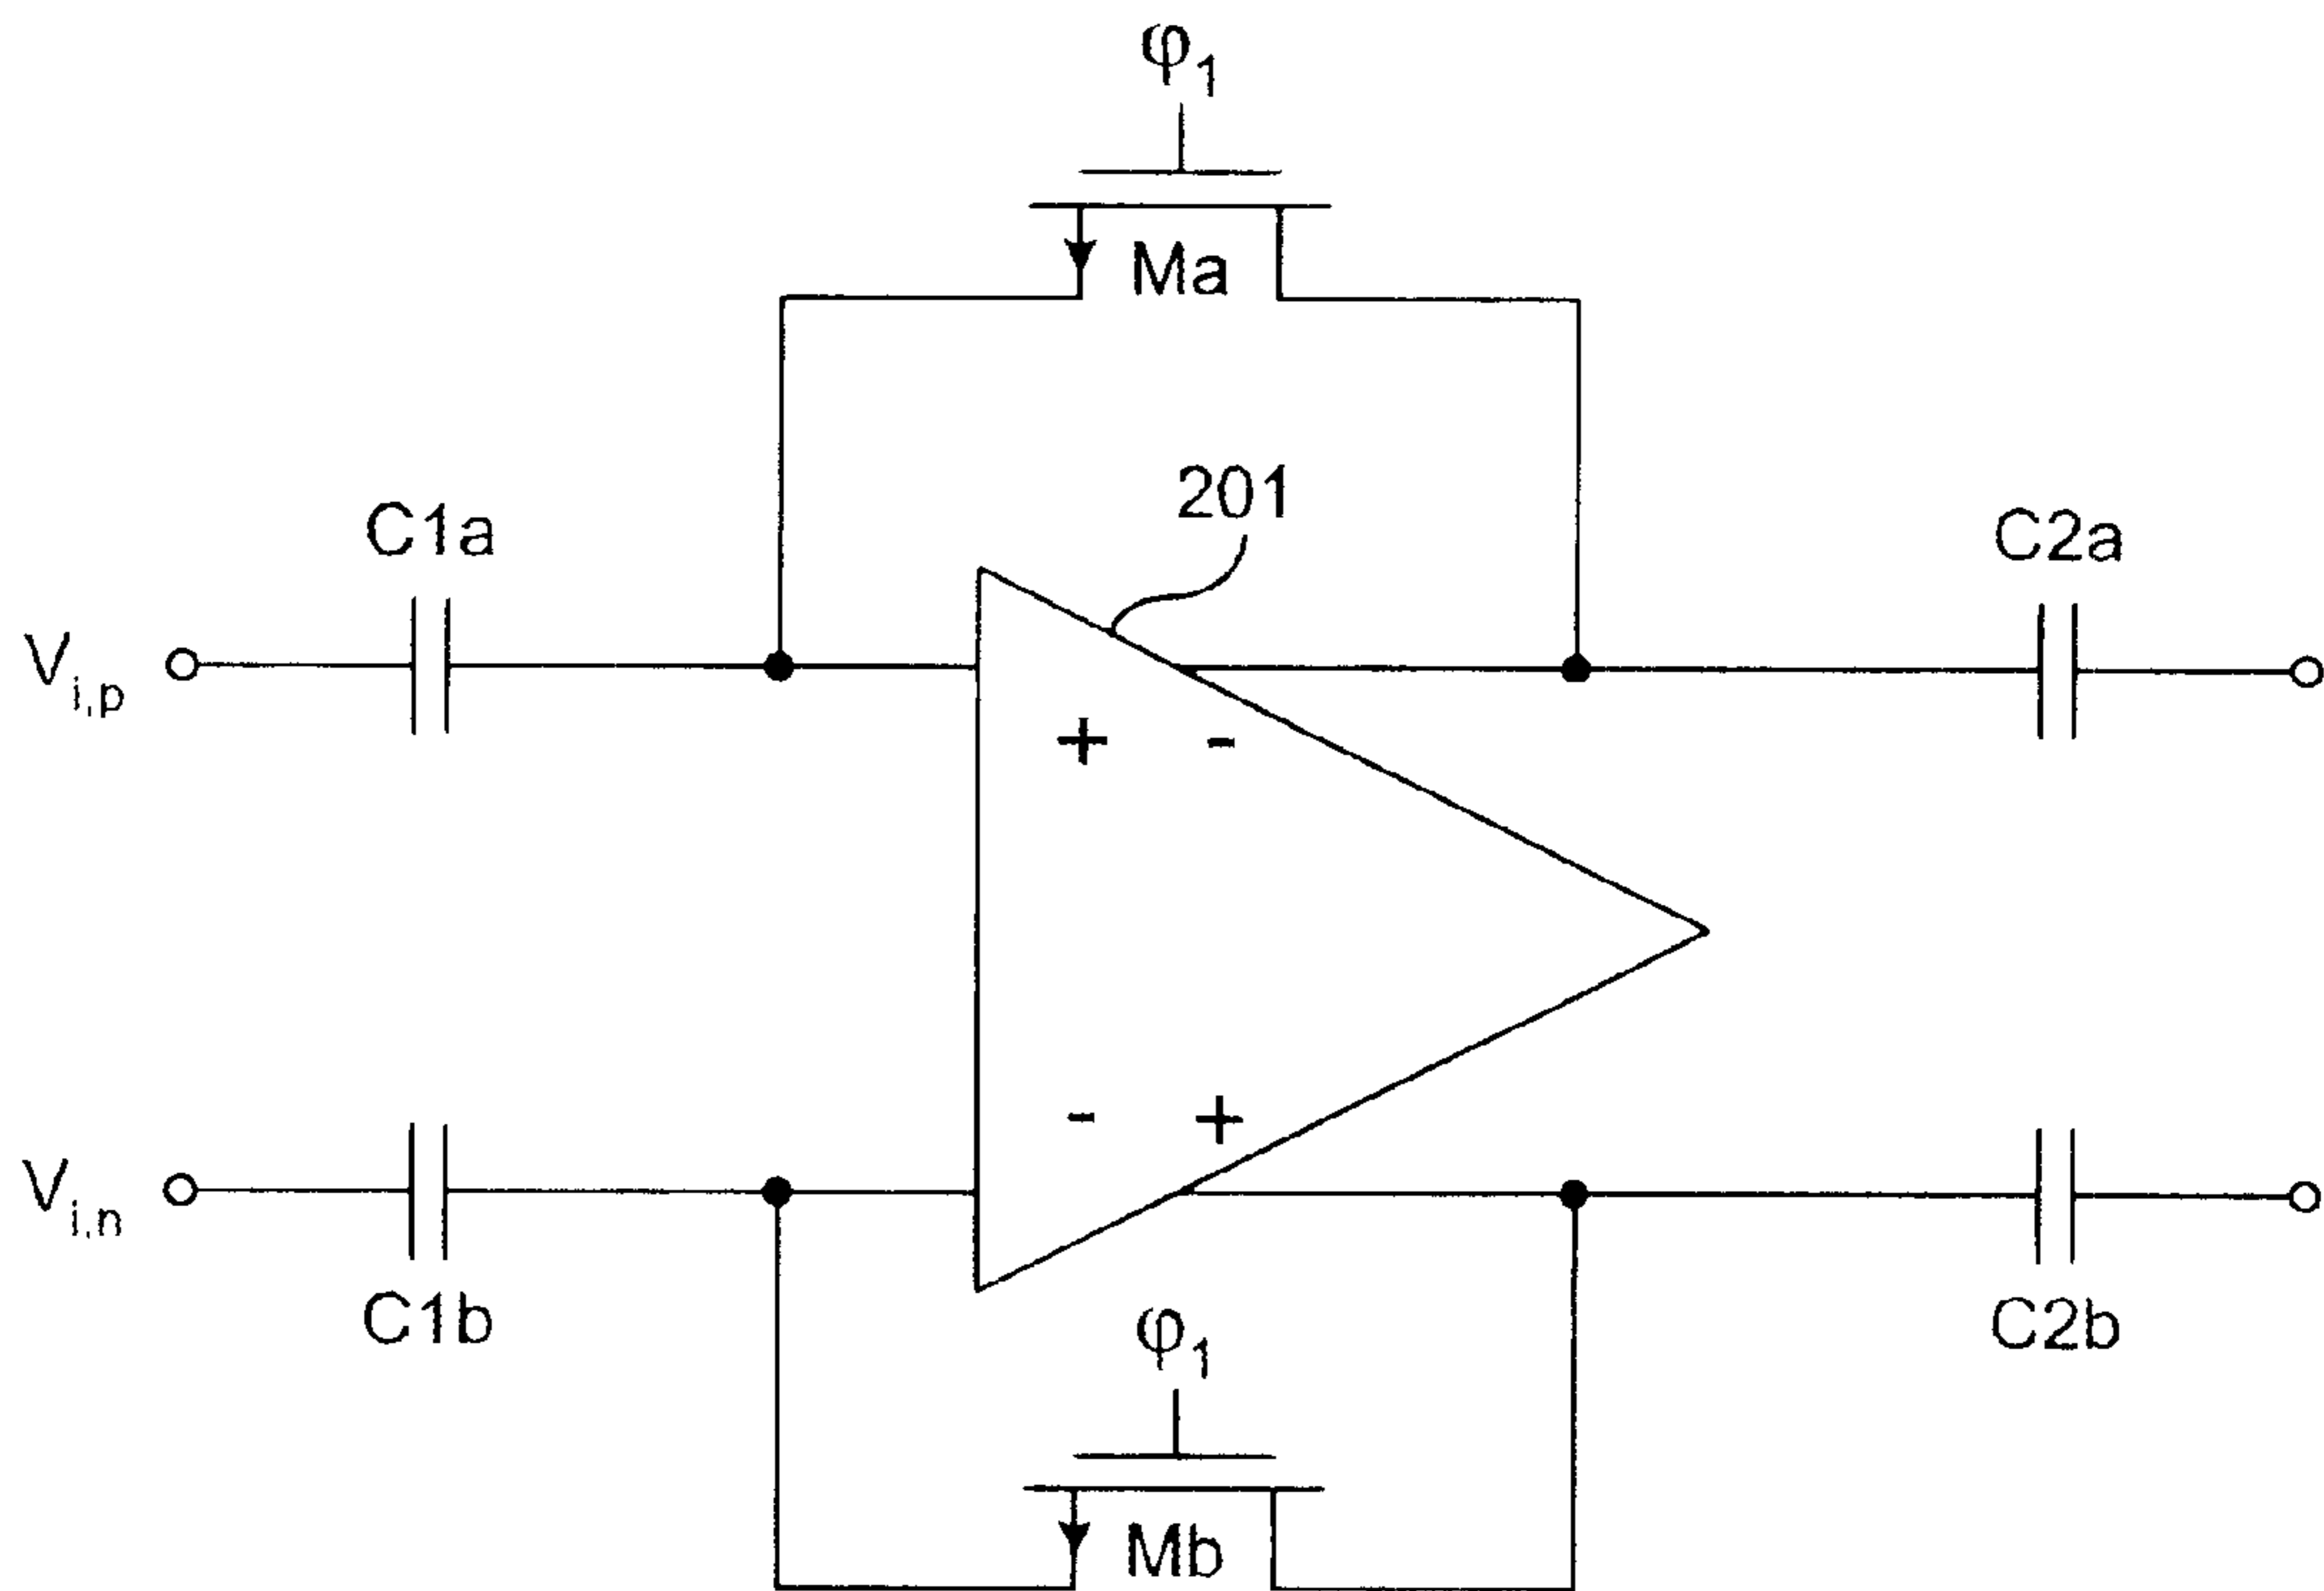 φ1
Ma
201
C1a
C2a
Vi,p
+ -
- +
Vi,n
C1b
C2b
φ1
Mb